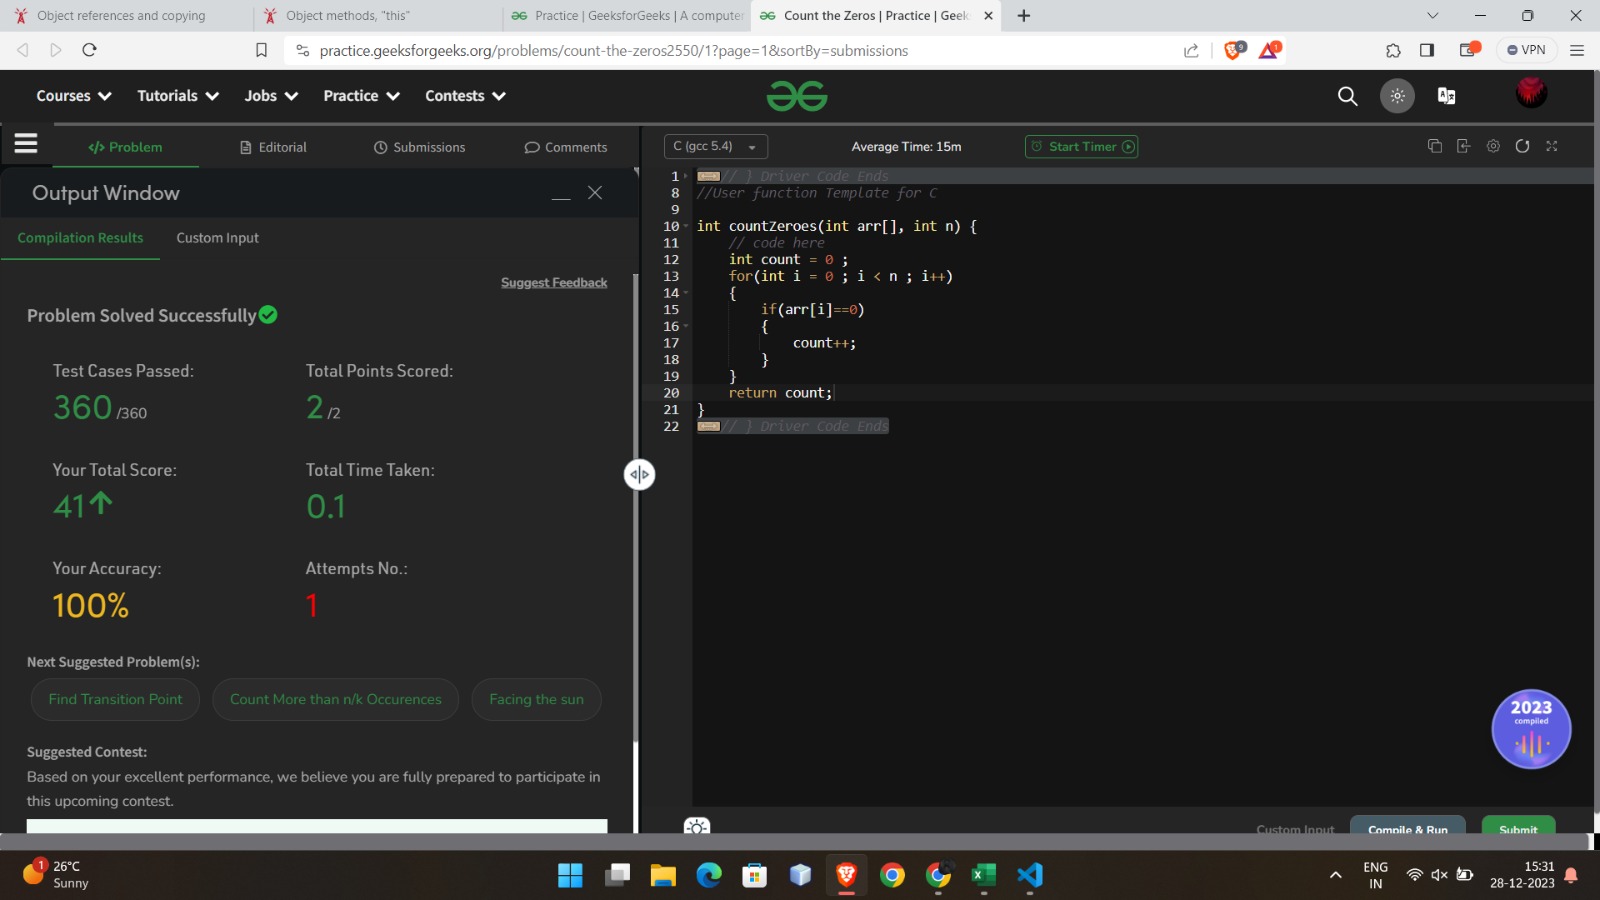 Object references and copying
Object methods, "this"
Practice | GeeksforGeeks | A computer
Count the Zeros | Practice | Geek
practice.geeksforgeeks.org/problems/count-the-zeros2550/1?page=1&sortBy=submissions
9
1
VPN
Courses
Tutorials
Jobs
Practice
Contests
</> Problem
Editorial
Submissions
Comments
C (gcc 5.4)
Average Time: 15m
Start Timer
Output Window
Compilation Results
Custom Input
Suggest Feedback
Problem Solved Successfully
Test Cases Passed:
360 /360
Total Points Scored:
2 /2
Your Total Score:
41
Total Time Taken:
0.1
Your Accuracy:
100%
Attempts No.:
1
Next Suggested Problem(s):
Find Transition Point
Count More than n/k Occurences
Facing the sun
Suggested Contest:
Based on your excellent performance, we believe you are fully prepared to participate in
this upcoming contest.
1 // } Driver Code Ends
8 //User function Template for C
9
10 int countZeroes(int arr[], int n) {
11 // code here
12 int count = 0 ;
13 for(int i = 0 ; i < n ; i++)
14 {
15 if(arr[i]==0)
16 {
17 count++;
18 }
19 }
20 return count;
21 }
22 // } Driver Code Ends
2023
compiled
Custom Input
Compile & Run
Submit
1
26°C
Sunny
ENG
IN
15:31
28-12-2023